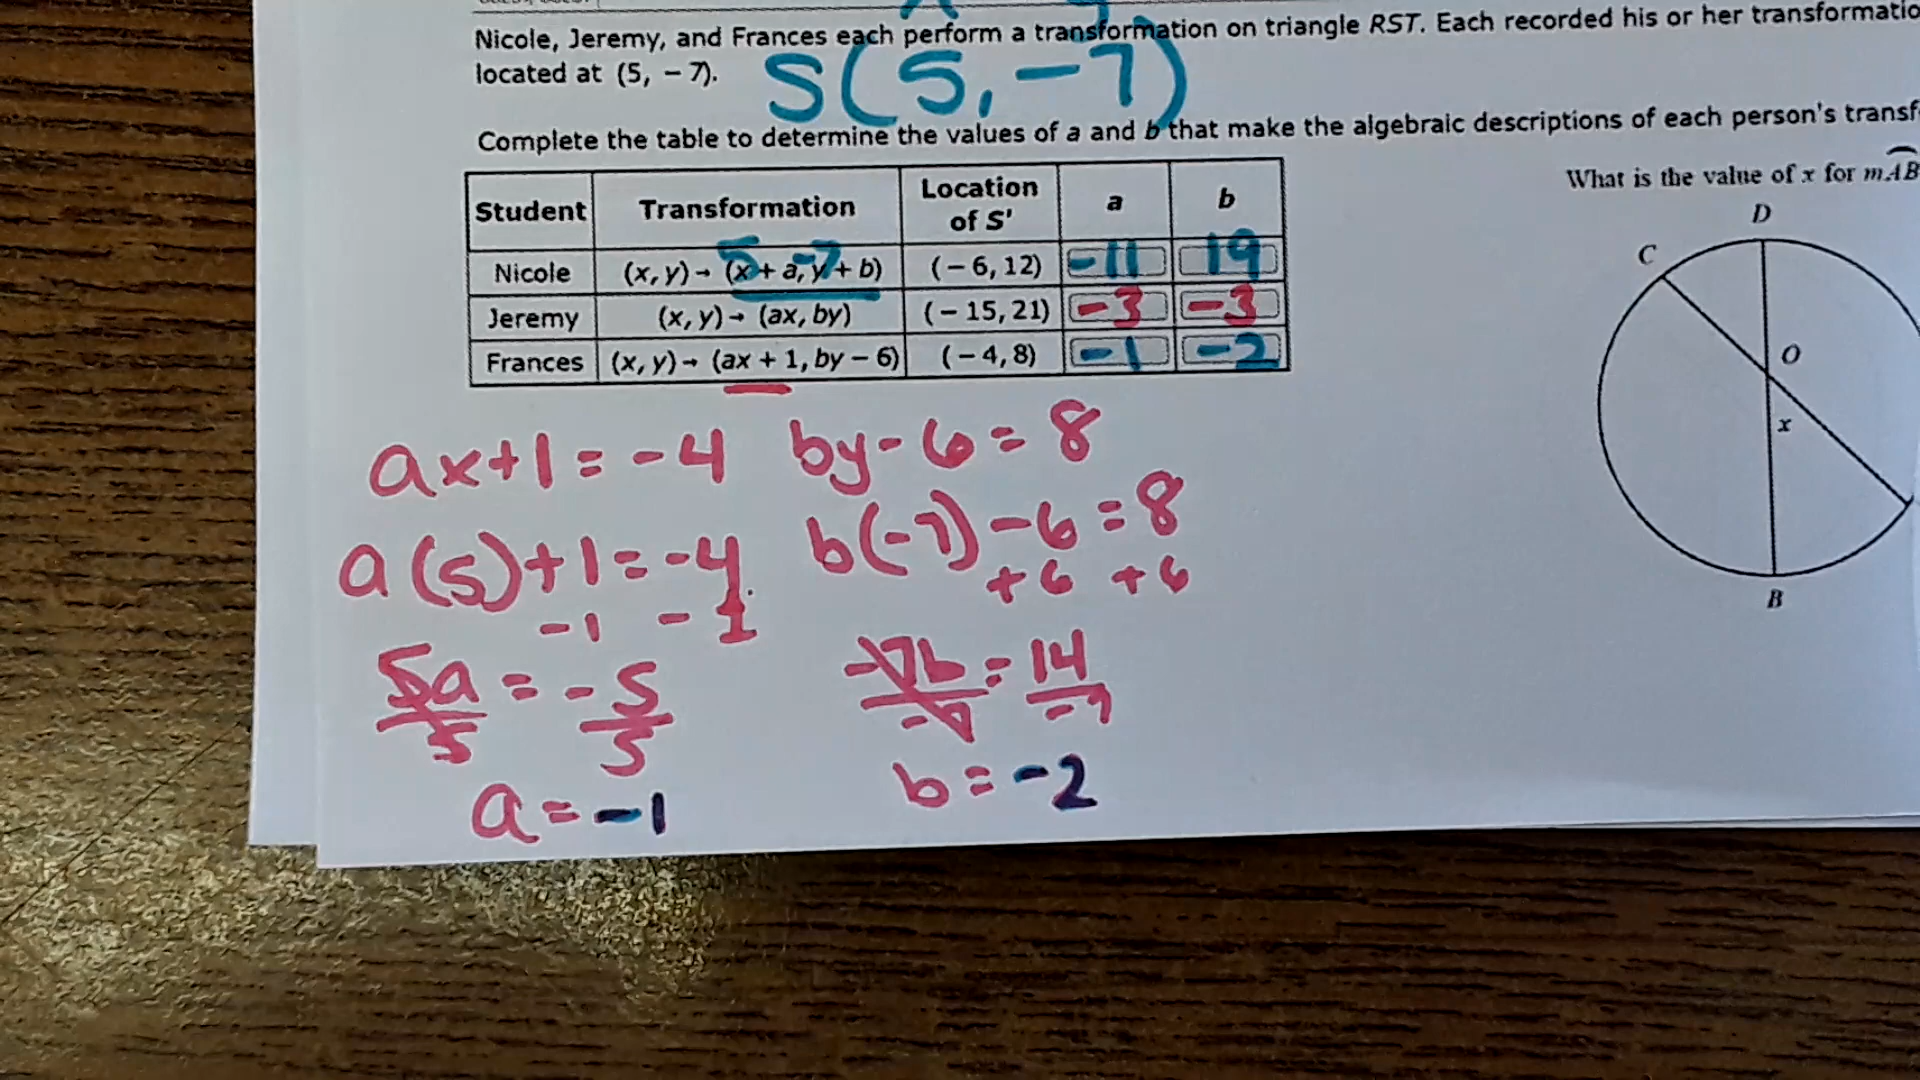 Nicole, Jeremy, and Frances each perform a transformation on triangle RST. Each recorded his or her transformatio
located at (5, − 7).
S(5, -7)
Complete the table to determine the values of a and b that make the algebraic descriptions of each person's transf
Student Transformation Location of S' a b
5 -7
Nicole (x, y)→ (x + a, y + b) (− 6, 12) -11 19
Jeremy (x, y)→ (ax, by) (− 15, 21) -3 -3
Frances (x, y)→ (ax + 1, by − 6) (− 4, 8) -1 -2
ax+1 = -4 by-6 = 8
a(5)+1 = -4 b(-7)-6 = 8
-1 -1 +6 +6
5a/5 = -5/5 -7b/-7 = 14/-7
a = -1 b = -2
What is the value of x for mAB
D
C
O
x
B